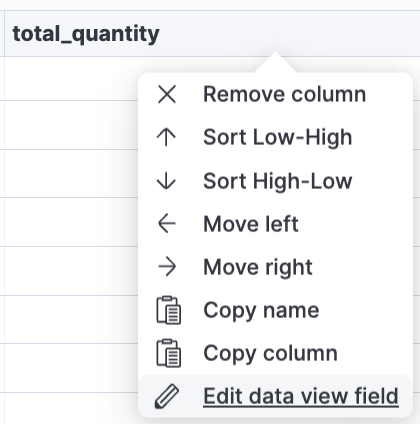 total_quantity
Remove column
Sort Low-High
Sort High-Low
Move left
Move right
Copy name
Copy column
Edit data view field